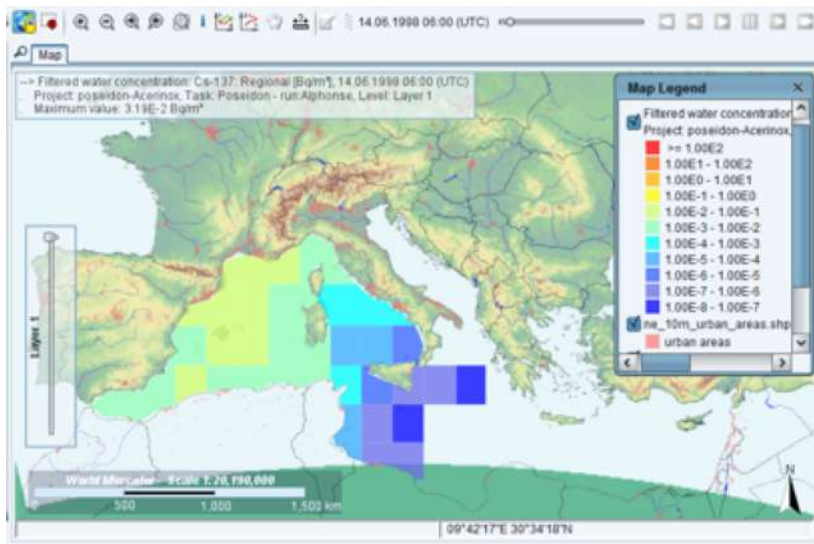 14.06.1998 06:00 (UTC)
Map
--> Filtered water concentration: Cs-137: Regional [Bq/m³], 14.06.1998 06:00 (UTC)
Project: poseidon-Acerinox, Task: Poseidon - run Alphonse, Level: Layer 1
Maximum value: 3.19E-2 Bq/m³
Map Legend
Filtered water concentration
Project: poseidon-Acerinox,
>= 1.00E2
1.00E1 - 1.00E2
1.00E0 - 1.00E1
1.00E-1 - 1.00E0
1.00E-2 - 1.00E-1
1.00E-3 - 1.00E-2
1.00E-4 - 1.00E-3
1.00E-5 - 1.00E-4
1.00E-6 - 1.00E-5
1.00E-7 - 1.00E-6
1.00E-8 - 1.00E-7
ne_10m_urban_areas.shp
urban areas
Layer 1
World Mercator - Scale 1:20,190,080
500 1,000 1,500 km
N
09°42'17"E 30°34'18"N